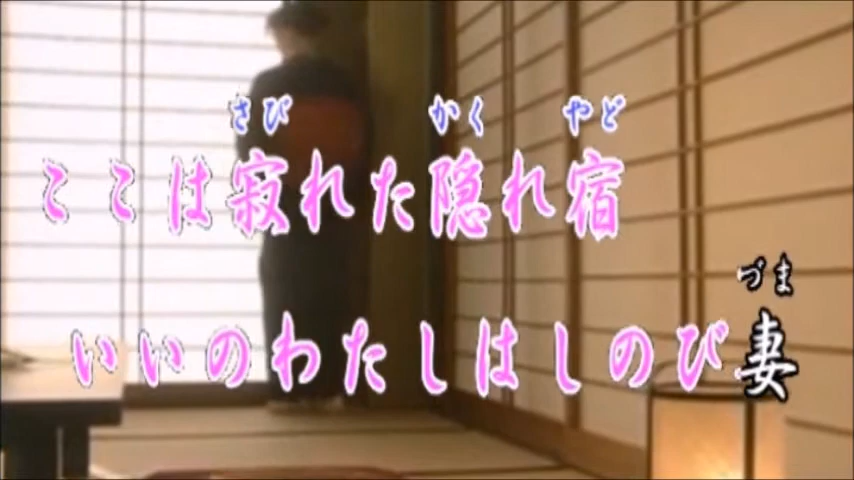 さび かく やど
ここは寂れた隠れ宿
づま
いいのわたしはしのび妻